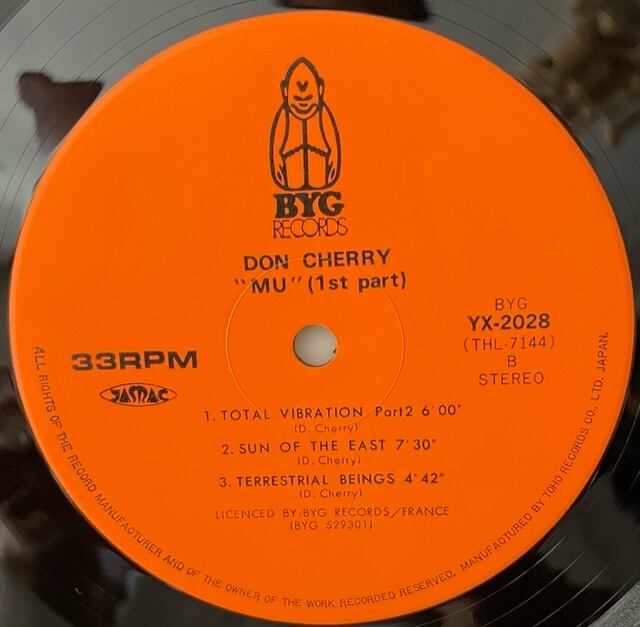 BYG
RECORDS
DON CHERRY
"MU" (1st part)
BYG
YX-2028
(THL-7144)
B
STEREO
33RPM
JASRAC
1. TOTAL VIBRATION Part2 6'00"
(D. Cherry)
2. SUN OF THE EAST 7'30"
(D. Cherry)
3. TERRESTRIAL BEINGS 4'42"
(D. Cherry)
LICENCED BY:BYG RECORDS/FRANCE
(BYG 529301)
ALL RIGHTS OF THE RECORD MANUFACTURER AND OF THE OWNER OF THE WORK REPRODUCED RESERVED. MANUFACTURED BY TOHO RECORDS CO., LTD. JAPAN.